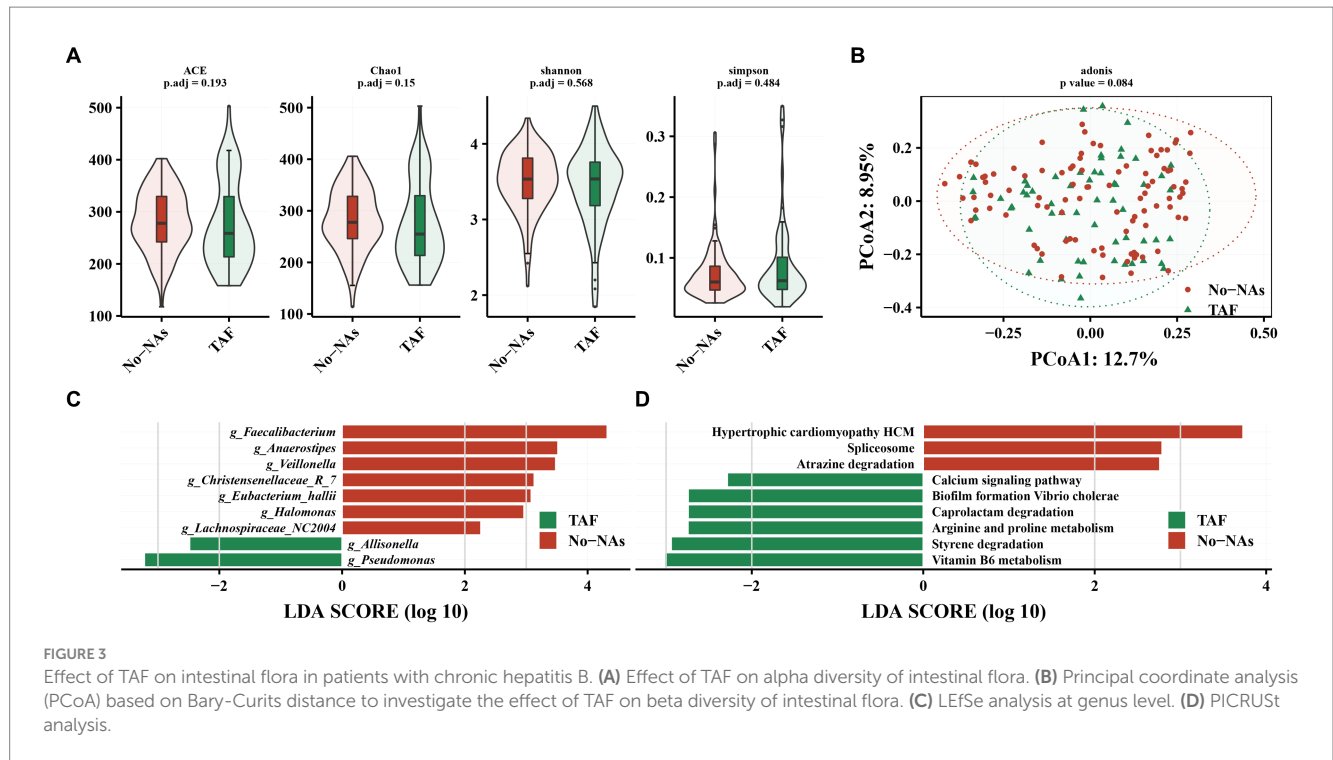 A
ACE
p.adj = 0.193
500
400
300
200
100
No−NAs
TAF
Chao1
p.adj = 0.15
500
400
300
200
100
No−NAs
TAF
shannon
p.adj = 0.568
4
3
2
No−NAs
TAF
simpson
p.adj = 0.484
0.3
0.2
0.1
No−NAs
TAF
B
adonis
p value = 0.084
PCoA2: 8.95%
0.2
0.0
−0.2
−0.4
No−NAs
TAF
−0.25
0.00
0.25
0.50
PCoA1: 12.7%
C
g_Faecalibacterium
g_Anaerostipes
g_Veillonella
g_Christensenellaceae_R_7
g_Eubacterium_hallii
g_Halomonas
g_Lachnospiraceae_NC2004
g_Allisonella
g_Pseudomonas
TAF
No−NAs
−2
0
2
4
LDA SCORE (log 10)
D
Hypertrophic cardiomyopathy HCM
Spliceosome
Atrazine degradation
Calcium signaling pathway
Biofilm formation Vibrio cholerae
Caprolactam degradation
Arginine and proline metabolism
Styrene degradation
Vitamin B6 metabolism
TAF
No−NAs
−2
0
2
4
LDA SCORE (log 10)
FIGURE 3
Effect of TAF on intestinal flora in patients with chronic hepatitis B. (A) Effect of TAF on alpha diversity of intestinal flora. (B) Principal coordinate analysis
(PCoA) based on Bary-Curits distance to investigate the effect of TAF on beta diversity of intestinal flora. (C) LEfSe analysis at genus level. (D) PICRUSt
analysis.